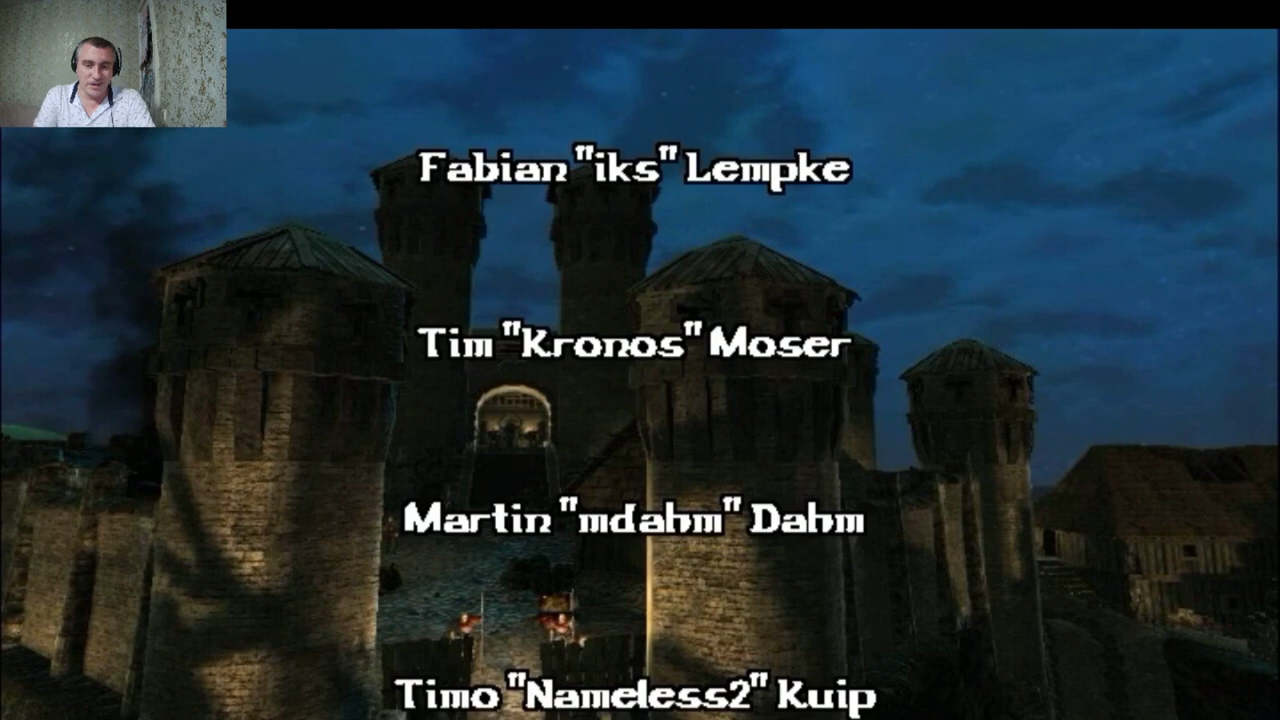 Fabian "iks" Lempke
Tim "Kronos" Moser
Martin "mdahm" Dahm
Timo "Nameless2" Kuip